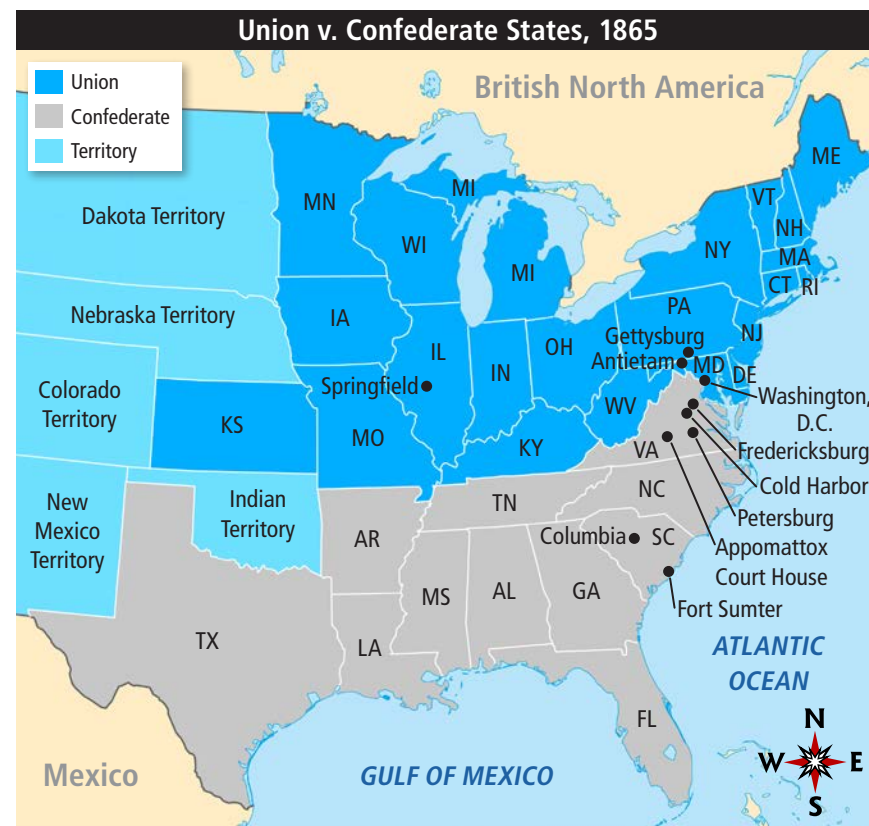 Union v. Confederate States, 1865
Union
Confederate
Territory
British North America
ME
VT
NH
MN
MI
Dakota Territory
WI
NY
MA
MI
CT
RI
Nebraska Territory
IA
PA
NJ
Gettysburg
OH
IL
IN
Antietam
MD
DE
Colorado
Territory
Springfield
Washington,
D.C.
WV
KS
MO
KY
VA
Fredericksburg
Cold Harbor
New
Mexico
Territory
Indian
Territory
TN
NC
Petersburg
AR
Columbia
SC
Appomattox
Court House
MS
AL
GA
Fort Sumter
TX
LA
ATLANTIC
OCEAN
FL
N
W
E
S
Mexico
GULF OF MEXICO